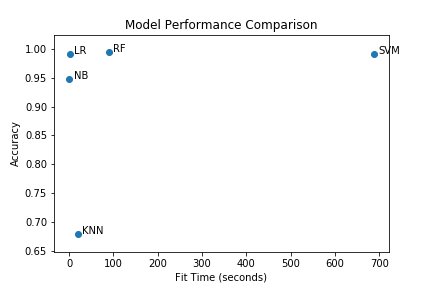 Model Performance Comparison
1.00
0.95
0.90
0.85
0.80
0.75
0.70
0.65
Accuracy
LR
RF
SVM
NB
KNN
0 100 200 300 400 500 600 700
Fit Time (seconds)